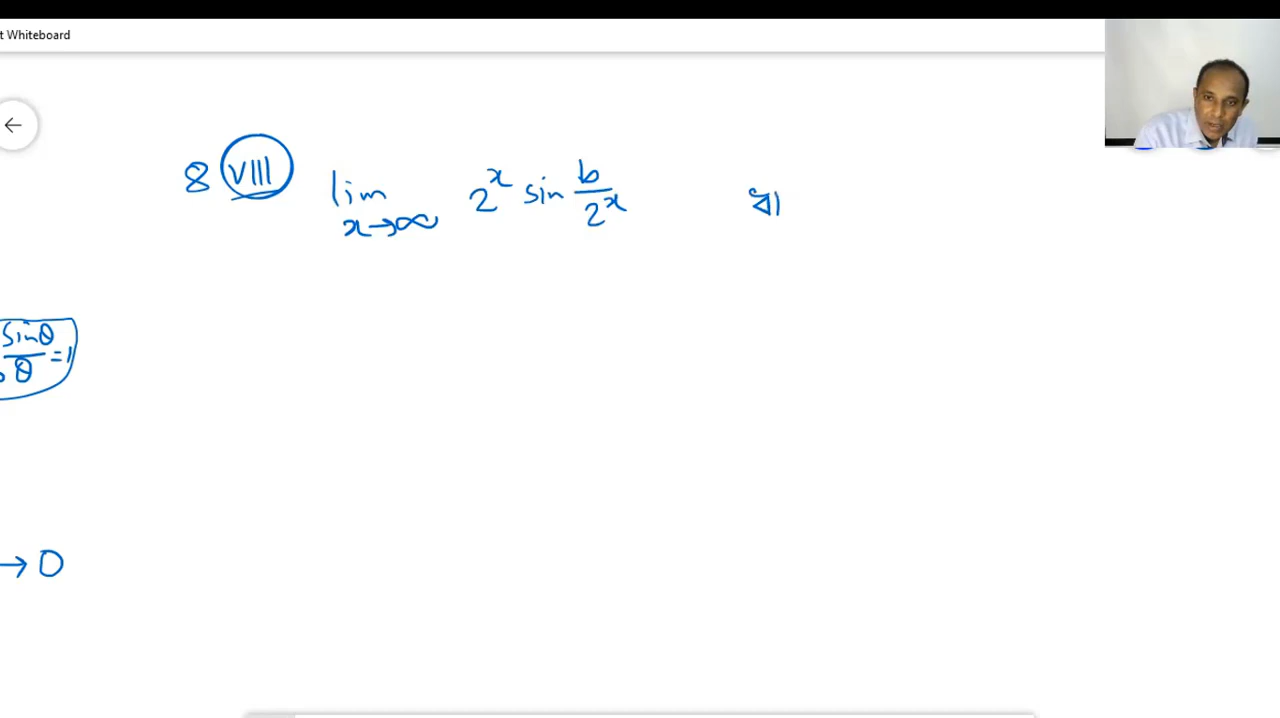 t Whiteboard
8 (VIII) lim x→∞ 2^x sin b/2^x
sinθ/θ =1
→ 0